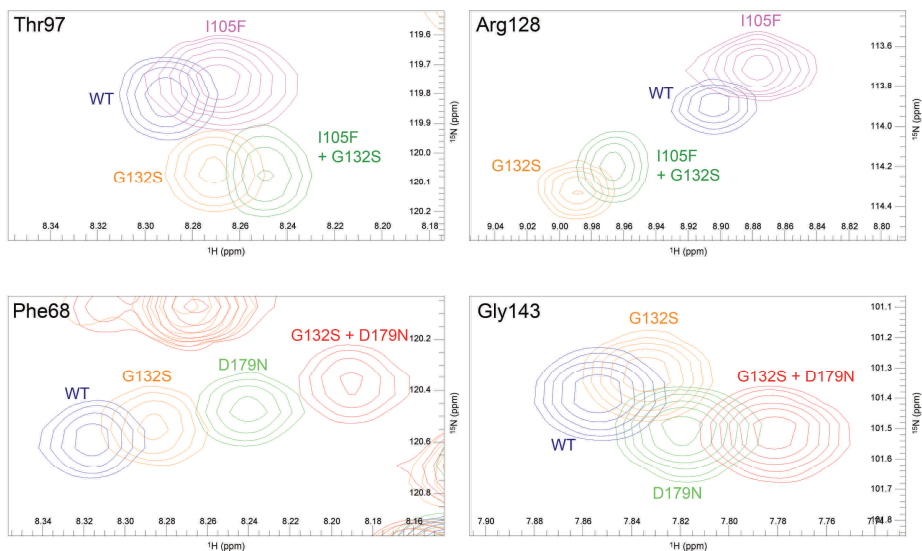 Thr97
I105F
WT
G132S
I105F
+ G132S
119.6
119.8
119.9
120.0
120.1
120.2
¹⁵N (ppm)
8.34 8.32 8.30 8.28 8.26 8.24 8.22 8.20 8.18
¹H (ppm)
Arg128
I105F
WT
G132S
I105F
+ G132S
113.6
113.8
114.0
114.2
114.4
¹⁵N (ppm)
9.04 9.02 9.00 8.98 8.96 8.94 8.92 8.90 8.88 8.86 8.84 8.82 8.80
¹H (ppm)
Phe68
G132S + D179N
D179N
G132S
WT
120.2
120.4
120.6
120.8
¹⁵N (ppm)
8.34 8.32 8.30 8.28 8.26 8.24 8.22 8.20 8.18 8.16
¹H (ppm)
Gly143
G132S
G132S + D179N
WT
D179N
101.1
101.2
101.3
101.4
101.5
101.6
101.7
101.8
¹⁵N (ppm)
7.90 7.88 7.86 7.84 7.82 7.80 7.78 7.76 7.74
¹H (ppm)